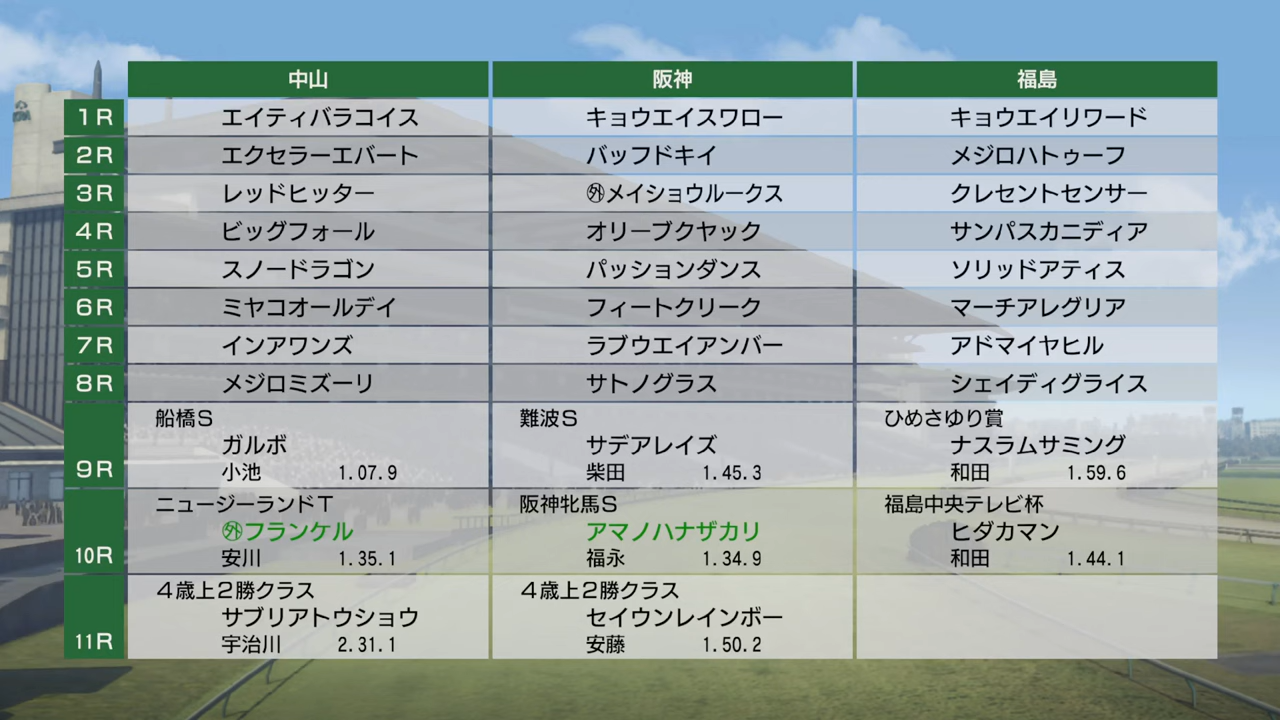 中山 阪神 福島
1R エイティバラコイス キョウエイスワロー キョウエイリワード
2R エクセラーエバート バッフドキイ メジロハトゥーフ
3R レッドヒッター ㊕メイショウルークス クレセントセンサー
4R ビッグフォール オリーブクヤック サンパスカニディア
5R スノードラゴン パッションダンス ソリッドアティス
6R ミヤコオールデイ フィートクリーク マーチアレグリア
7R インアワンズ ラブウエイアンバー アドマイヤヒル
8R メジロミズーリ サトノグラス シェイディグライス
船橋S 難波S ひめさゆり賞
ガルボ サデアレイズ ナスラムサミング
9R 小池 1.07.9 柴田 1.45.3 和田 1.59.6
ニュージーランドT 阪神牝馬S 福島中央テレビ杯
外フランケル アマノハナザカリ ヒダカマン
10R 安川 1.35.1 福永 1.34.9 和田 1.44.1
4歳上2勝クラス 4歳上2勝クラス
サブリアトウショウ セイウンレインボー
11R 宇治川 2.31.1 安藤 1.50.2